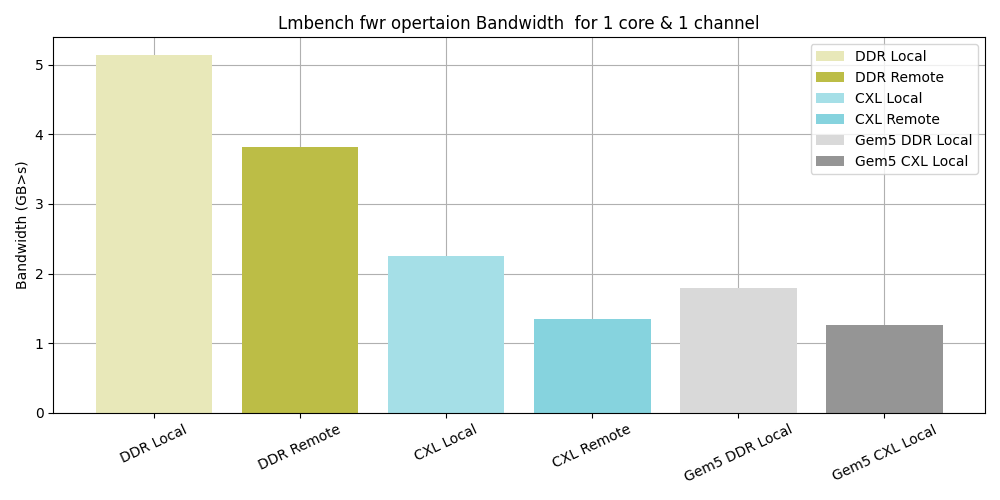 Lmbench fwr opertaion Bandwidth  for 1 core & 1 channel
Bandwidth (GB>s)
5
4
3
2
1
0
DDR Local
DDR Remote
CXL Local
CXL Remote
Gem5 DDR Local
Gem5 CXL Local
DDR Local
DDR Remote
CXL Local
CXL Remote
Gem5 DDR Local
Gem5 CXL Local